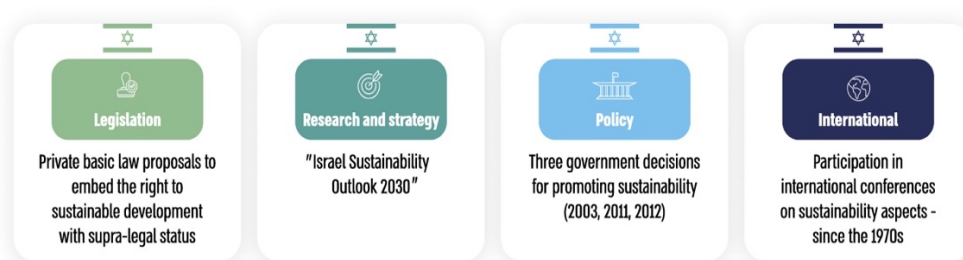 Legislation
Private basic law proposals to
embed the right to
sustainable development
with supra-legal status
Research and strategy
"Israel Sustainability
Outlook 2030"
Policy
Three government decisions
for promoting sustainability
(2003, 2011, 2012)
International
Participation in
international conferences
on sustainability aspects -
since the 1970s